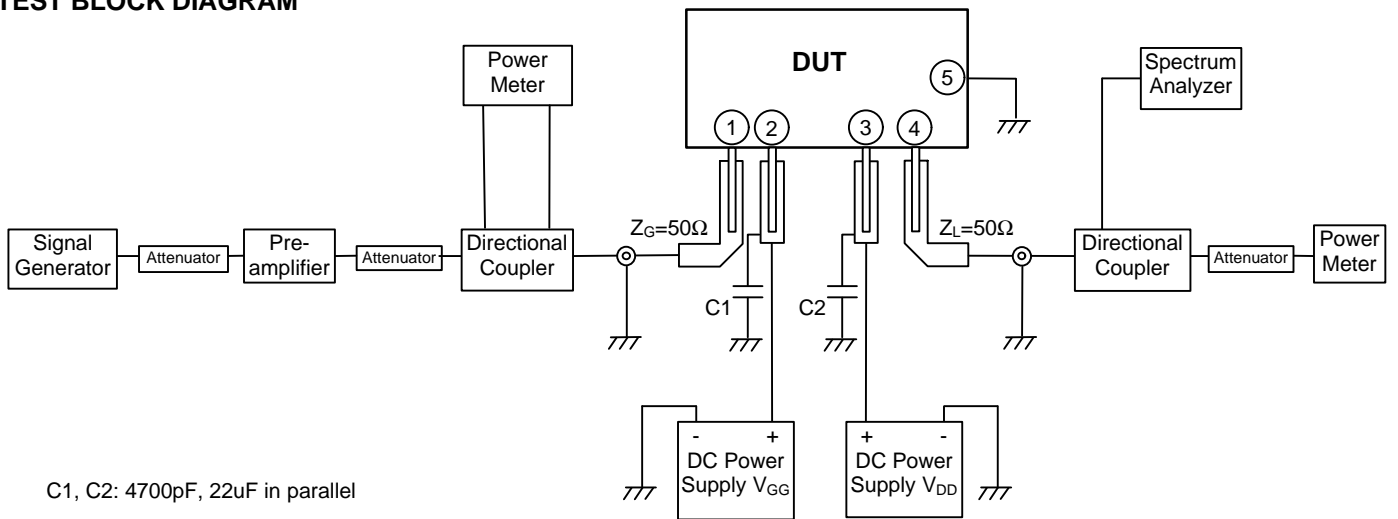 TEST BLOCK DIAGRAM
Power
Meter
DUT
5
Spectrum
Analyzer
1
2
3
4
Signal
Generator
Attenuator
Pre-
amplifier
Attenuator
Directional
Coupler
ZG=50Ω
ZL=50Ω
Directional
Coupler
Attenuator
Power
Meter
C1
C2
- +
DC Power
Supply VGG
+ -
DC Power
Supply VDD
C1, C2: 4700pF, 22uF in parallel